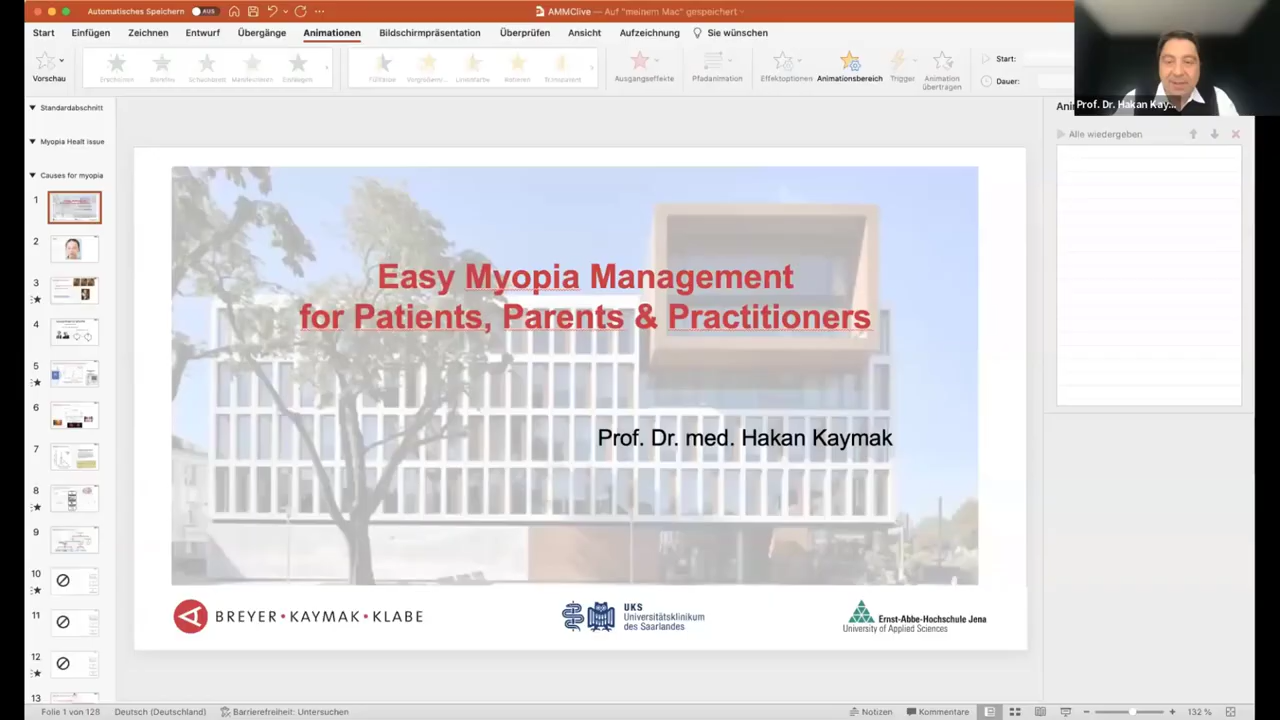 Automatisches Speichern AUS
AMMClive — Auf "meinem Mac" gespeichert
Start Einfügen Zeichnen Entwurf Übergänge Animationen Bildschirmpräsentation Überprüfen Ansicht Aufzeichnung Sie wünschen
Vorschau
Erscheinen
Transparent
Ausgangseffekte
Pfadanimation
Effektoptionen
Animationsbereich
Trigger
Animation
übertragen
Start:
Dauer:
Prof. Dr. Hakan Kay...
Alle wiedergeben
Standardabschnitt
Myopia Healt issue
Causes for myopia
1
2
3
4
5
6
7
8
9
10
11
12
13
Easy Myopia Management
for Patients, Parents & Practitioners
Prof. Dr. med. Hakan Kaymak
BREYER • KAYMAK • KLABE
UKS
Universitätsklinikum
des Saarlandes
Ernst-Abbe-Hochschule Jena
University of Applied Sciences
Folie 1 von 128 Deutsch (Deutschland) Barrierefreiheit: Untersuchen
Notizen Kommentare 132 %